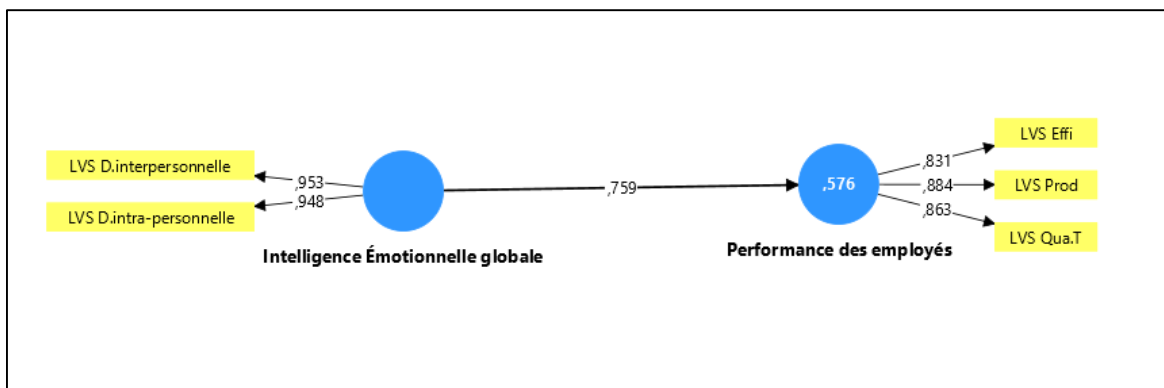 LVS D.interpersonnelle
LVS D.intra-personnelle
,953
,948
Intelligence Émotionnelle globale
,759
,576
Performance des employés
,831
,884
,863
LVS Effi
LVS Prod
LVS Qua.T